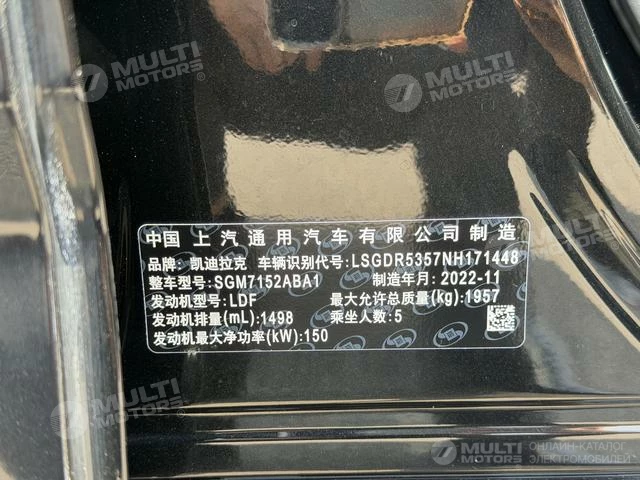 MULTI
MOTORS
MULTI
MOTORS
中国 上汽通用汽车有限公司制造
品牌:凯迪拉克 车辆识别代号:LSGDR5357NH171448
整车型号:SGM7152ABA1 制造年月:2022-11
发动机型号:LDF 最大允许总质量(kg):1957
发动机排量(mL):1498 乘坐人数:5
发动机最大净功率(kW):150
MULTI
MOTORS
MULTI
MOTORS
MULTI
MOTORS
ОНЛАЙН-КАТАЛОГ
ЭЛЕКТРОМОБИЛЕЙ